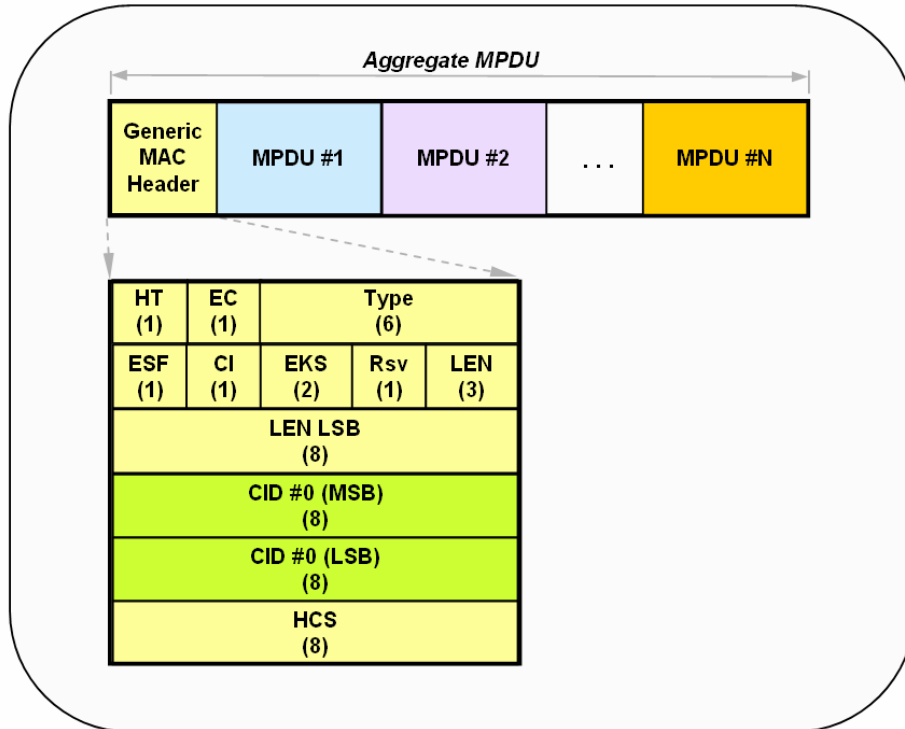 Aggregate MPDU
Generic
MAC
Header
MPDU #1
MPDU #2
. . .
MPDU #N
HT
(1)
EC
(1)
Type
(6)
ESF
(1)
CI
(1)
EKS
(2)
Rsv
(1)
LEN
(3)
LEN LSB
(8)
CID #0 (MSB)
(8)
CID #0 (LSB)
(8)
HCS
(8)